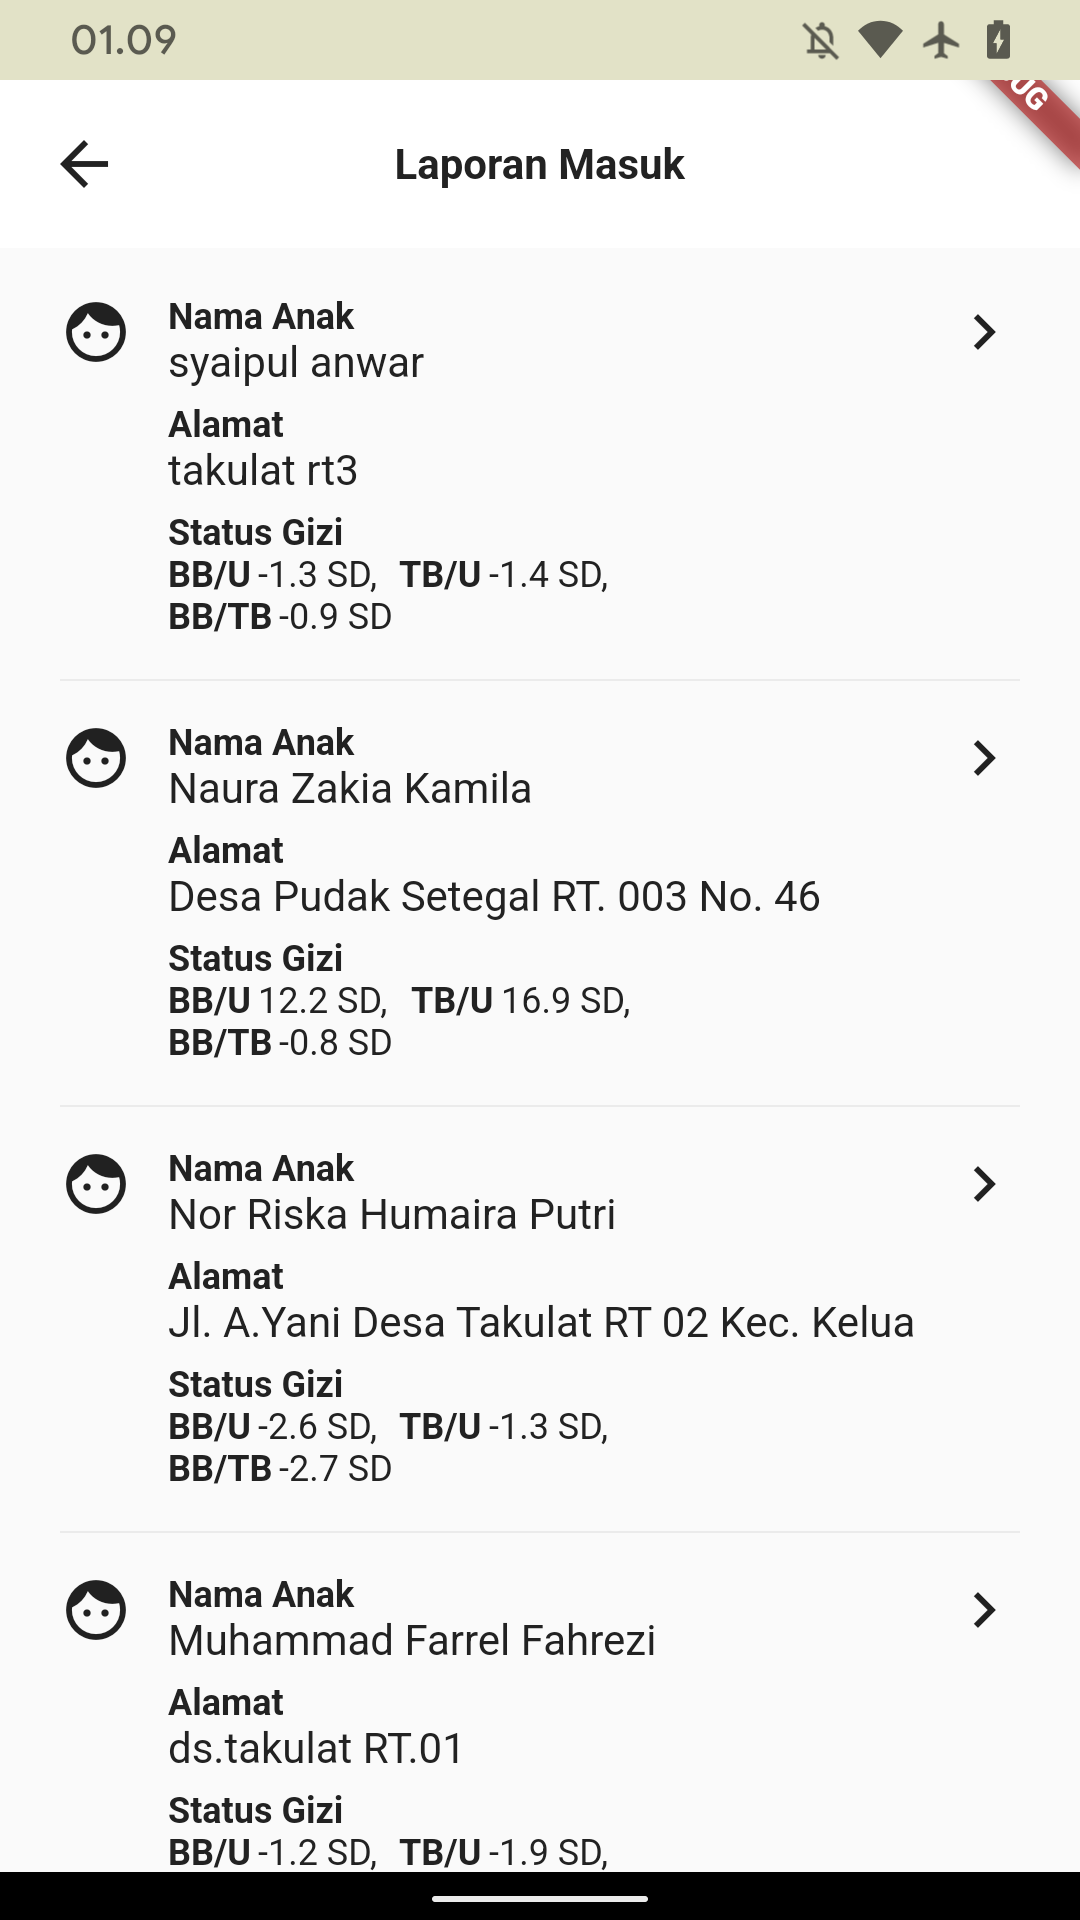 01.09
UG
Laporan Masuk
Nama Anak
syaipul anwar
Alamat
takulat rt3
Status Gizi
BB/U -1.3 SD, TB/U -1.4 SD,
BB/TB -0.9 SD
Nama Anak
Naura Zakia Kamila
Alamat
Desa Pudak Setegal RT. 003 No. 46
Status Gizi
BB/U 12.2 SD, TB/U 16.9 SD,
BB/TB -0.8 SD
Nama Anak
Nor Riska Humaira Putri
Alamat
Jl. A.Yani Desa Takulat RT 02 Kec. Kelua
Status Gizi
BB/U -2.6 SD, TB/U -1.3 SD,
BB/TB -2.7 SD
Nama Anak
Muhammad Farrel Fahrezi
Alamat
ds.takulat RT.01
Status Gizi
BB/U -1.2 SD, TB/U -1.9 SD,